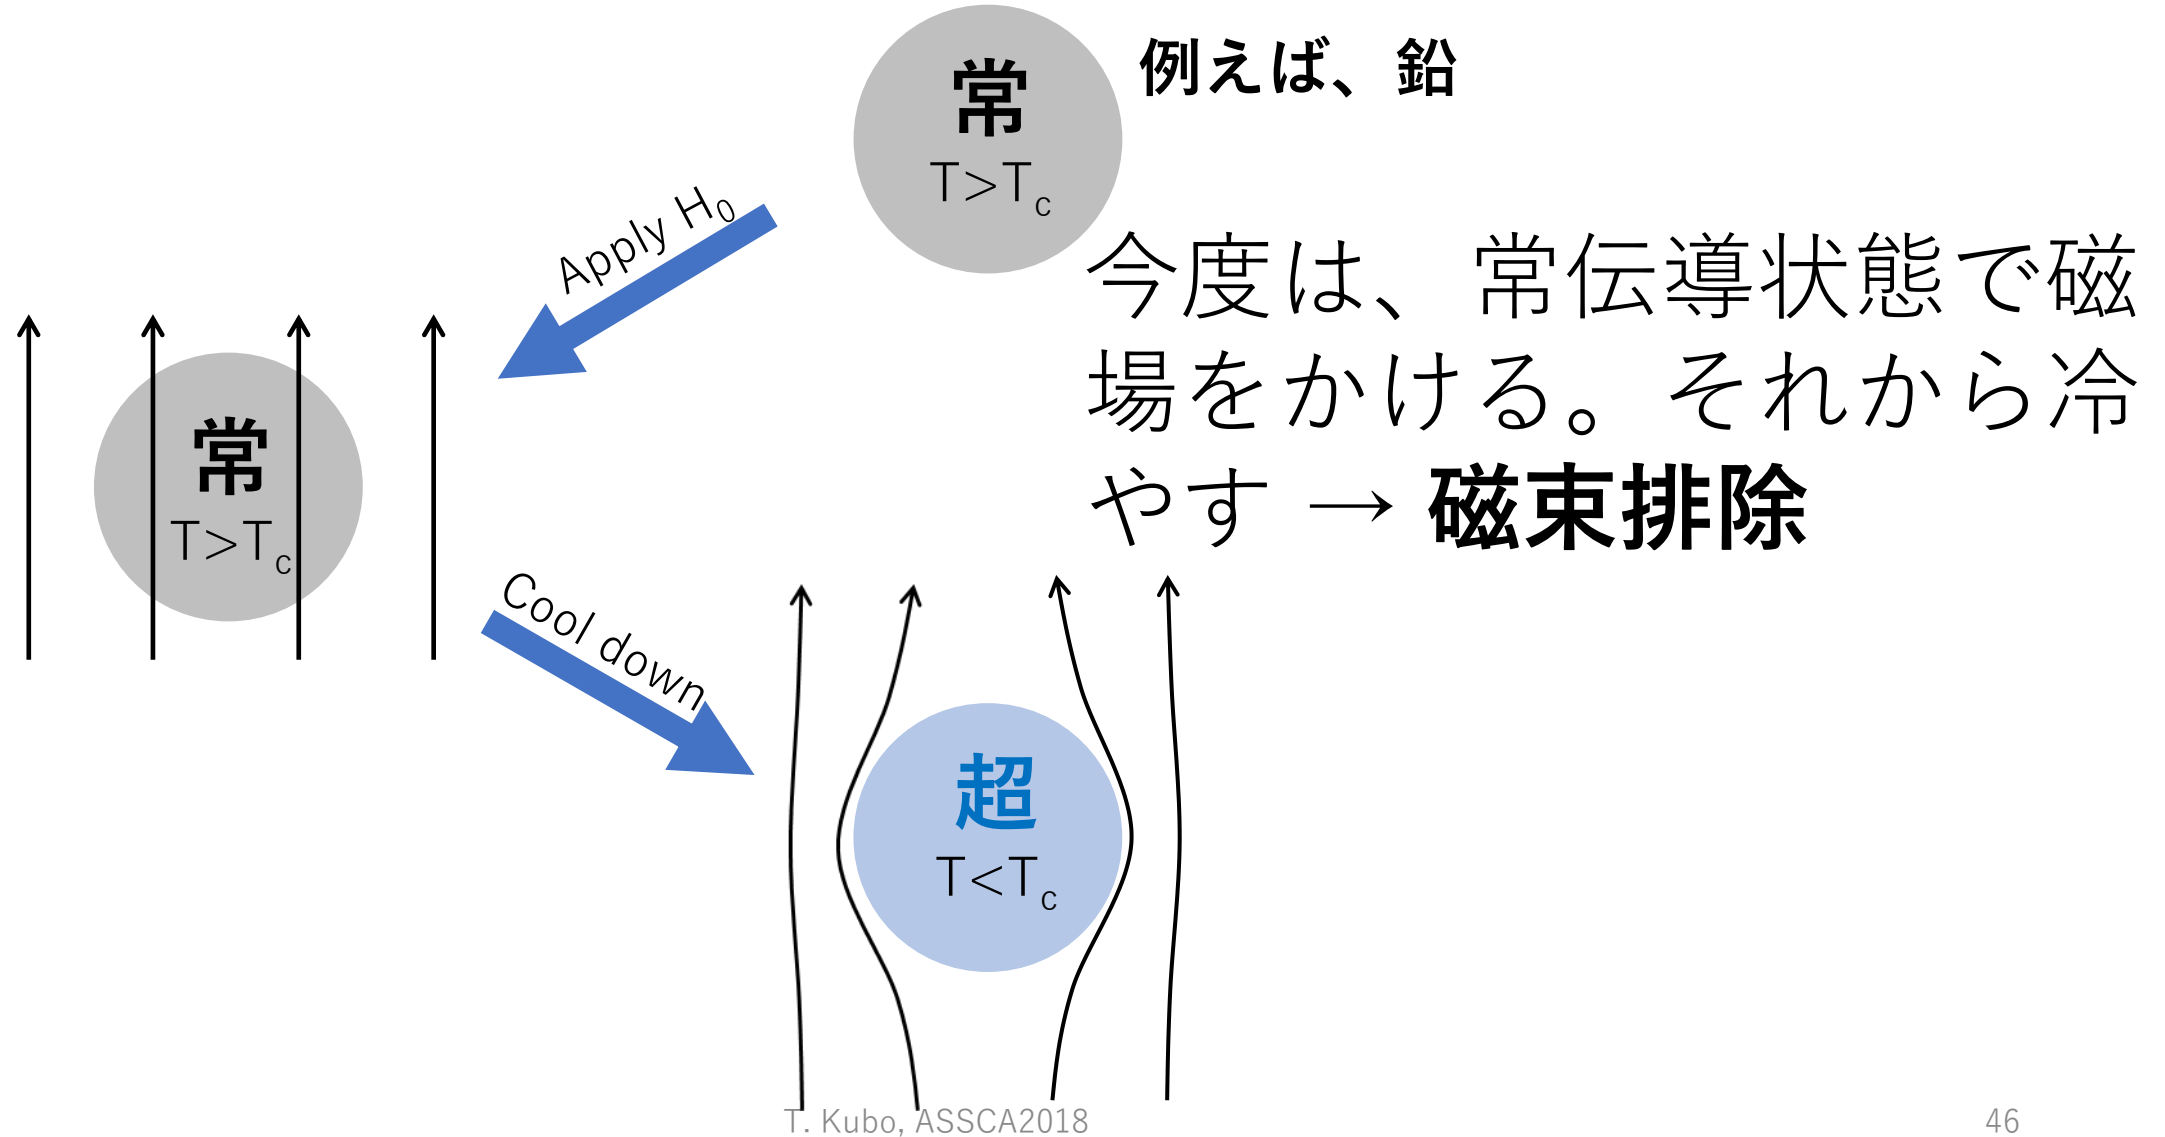 常
T>Tc
例えば、鉛
Apply H0
今度は、常伝導状態で磁
場をかける。それから冷
やす → 磁束排除
常
T>Tc
Cool down
超
T<Tc
T. Kubo, ASSCA2018
46